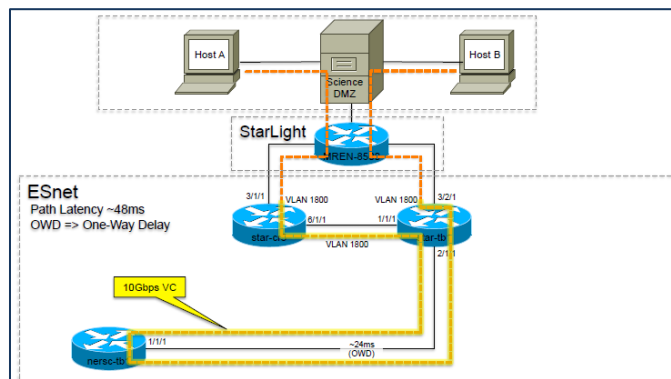 Host A
Host B
Science
DMZ
StarLight
ESnet
Path Latency ~48ms
OWD => One-Way Delay
3/1/1
VLAN 1800
VLAN 1800
3/2/1
6/1/1
1/1/1
VLAN 1800
2/1/1
10Gbps VC
1/1/1
nersc-tb
~24ms
(OWD)